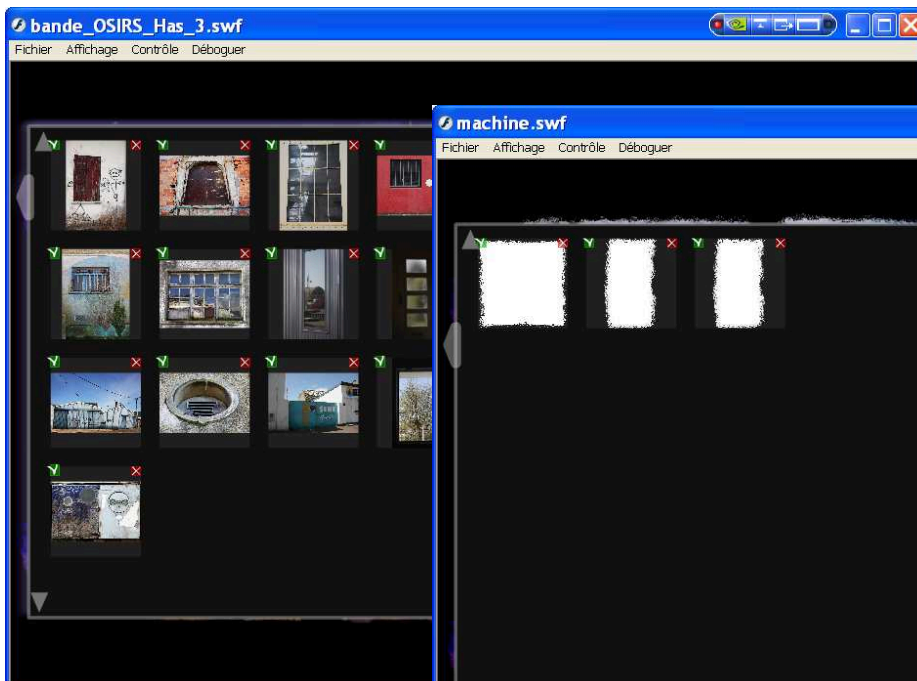 bande_OSIRS_Has_3.swf
Fichier Affichage Contrôle Déboguer
machine.swf
Fichier Affichage Contrôle Déboguer